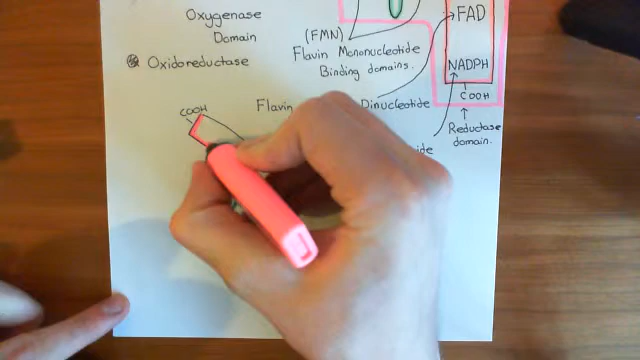 Oxygenase
Domain
Oxidoreductase
(FMN)
Flavin Mononucleotide
Binding domains.
FAD
NADPH
COOH
Reductase
domain.
COOH
Flavin
Dinucleotide